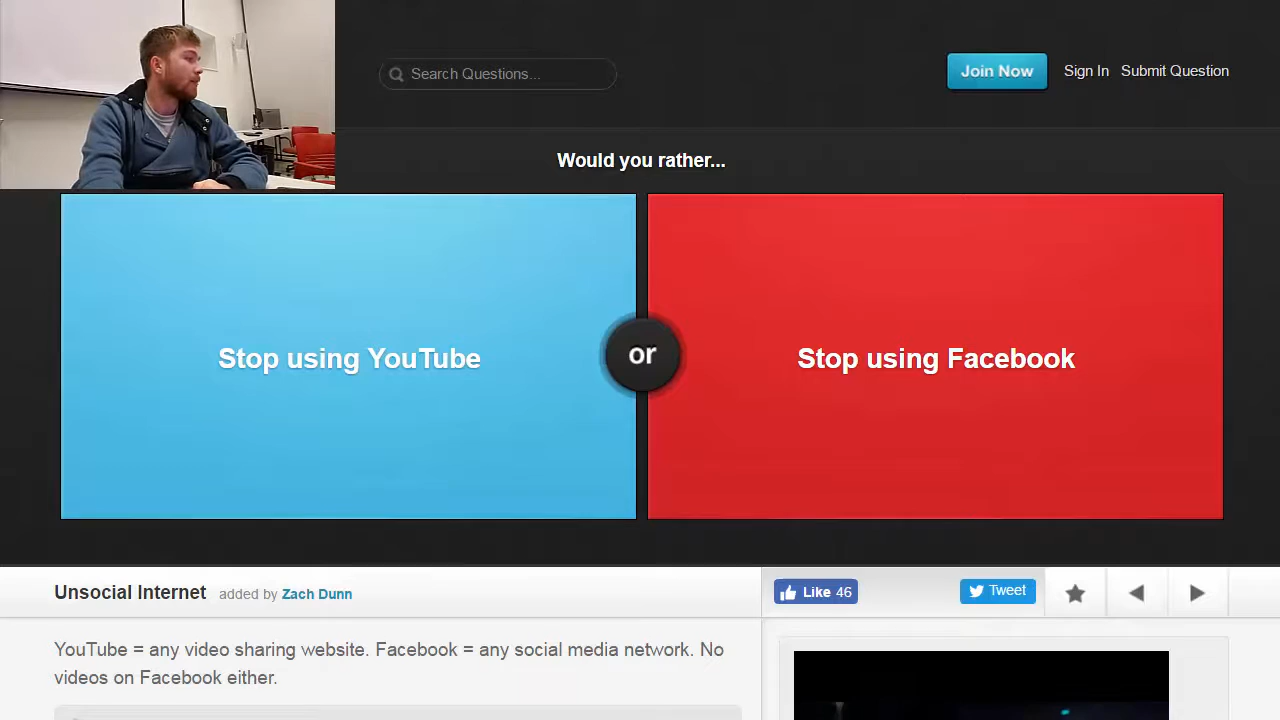 Search Questions...
Join Now
Sign In
Submit Question
Would you rather...
Stop using YouTube
or
Stop using Facebook
Unsocial Internet added by Zach Dunn
Like 46
Tweet
YouTube = any video sharing website. Facebook = any social media network. No
videos on Facebook either.